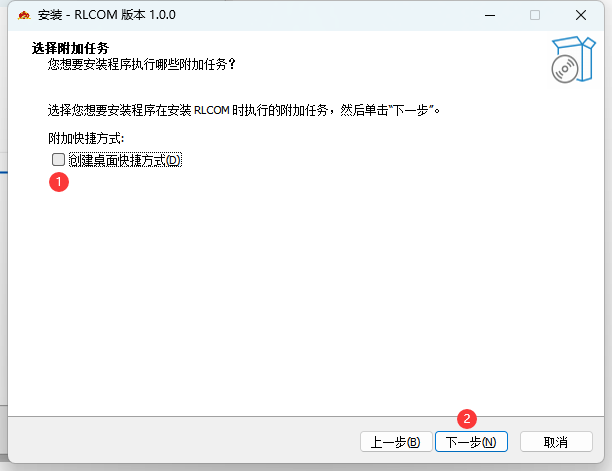 安装 - RLCOM 版本 1.0.0
选择附加任务
您想要安装程序执行哪些附加任务？
选择您想要安装程序在安装 RLCOM 时执行的附加任务，然后单击“下一步”。
附加快捷方式:
创建桌面快捷方式(D)
1
2
上一步(B) 下一步(N) 取消